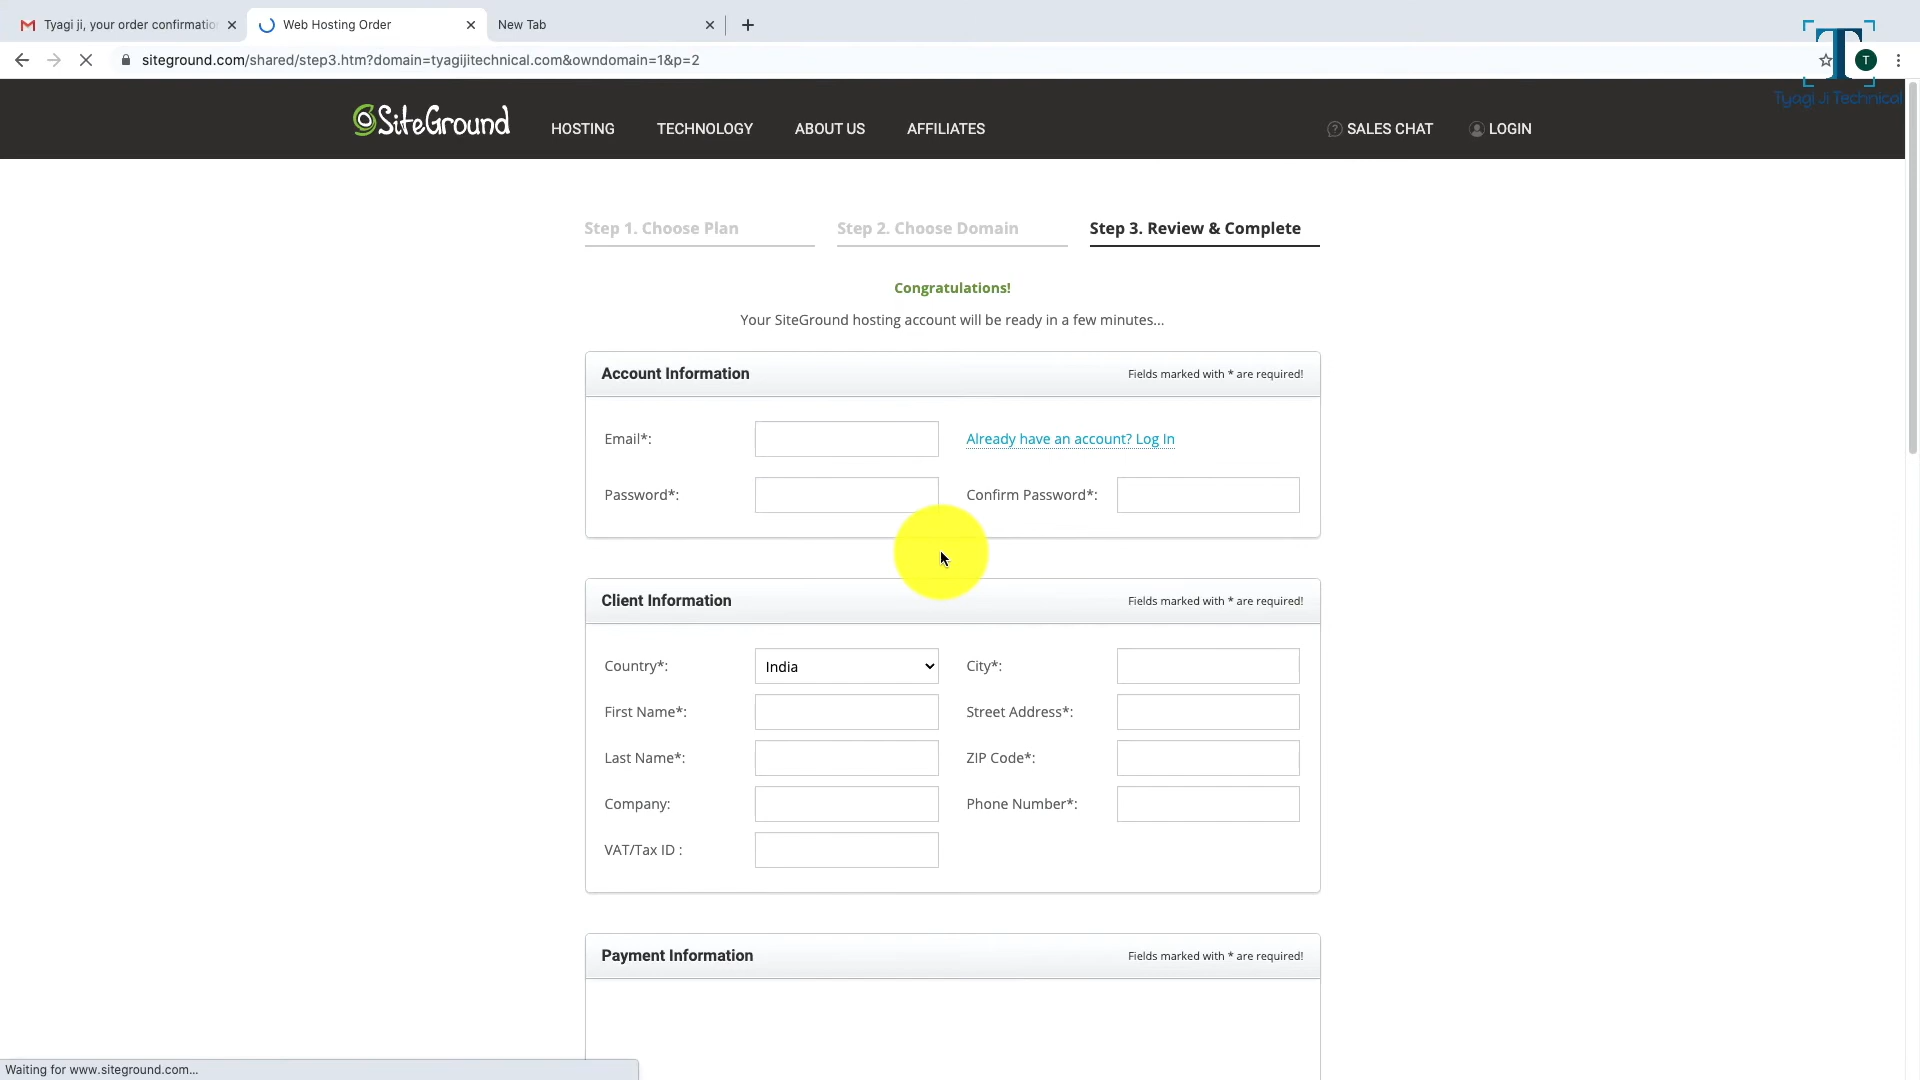 Tyagi ji, your order confirmatio
Web Hosting Order
New Tab
siteground.com/shared/step3.htm?domain=tyagijitechnical.com&owndomain=1&p=2
T
Tyagi Ji Technical
SiteGround
HOSTING
TECHNOLOGY
ABOUT US
AFFILIATES
SALES CHAT
LOGIN
Step 1. Choose Plan
Step 2. Choose Domain
Step 3. Review & Complete
Congratulations!
Your SiteGround hosting account will be ready in a few minutes...
Account Information
Fields marked with * are required!
Email*:
Already have an account? Log In
Password*:
Confirm Password*:
Client Information
Fields marked with * are required!
Country*:
India
City*:
First Name*:
Street Address*:
Last Name*:
ZIP Code*:
Company:
Phone Number*:
VAT/Tax ID :
Payment Information
Fields marked with * are required!
Waiting for www.siteground.com...